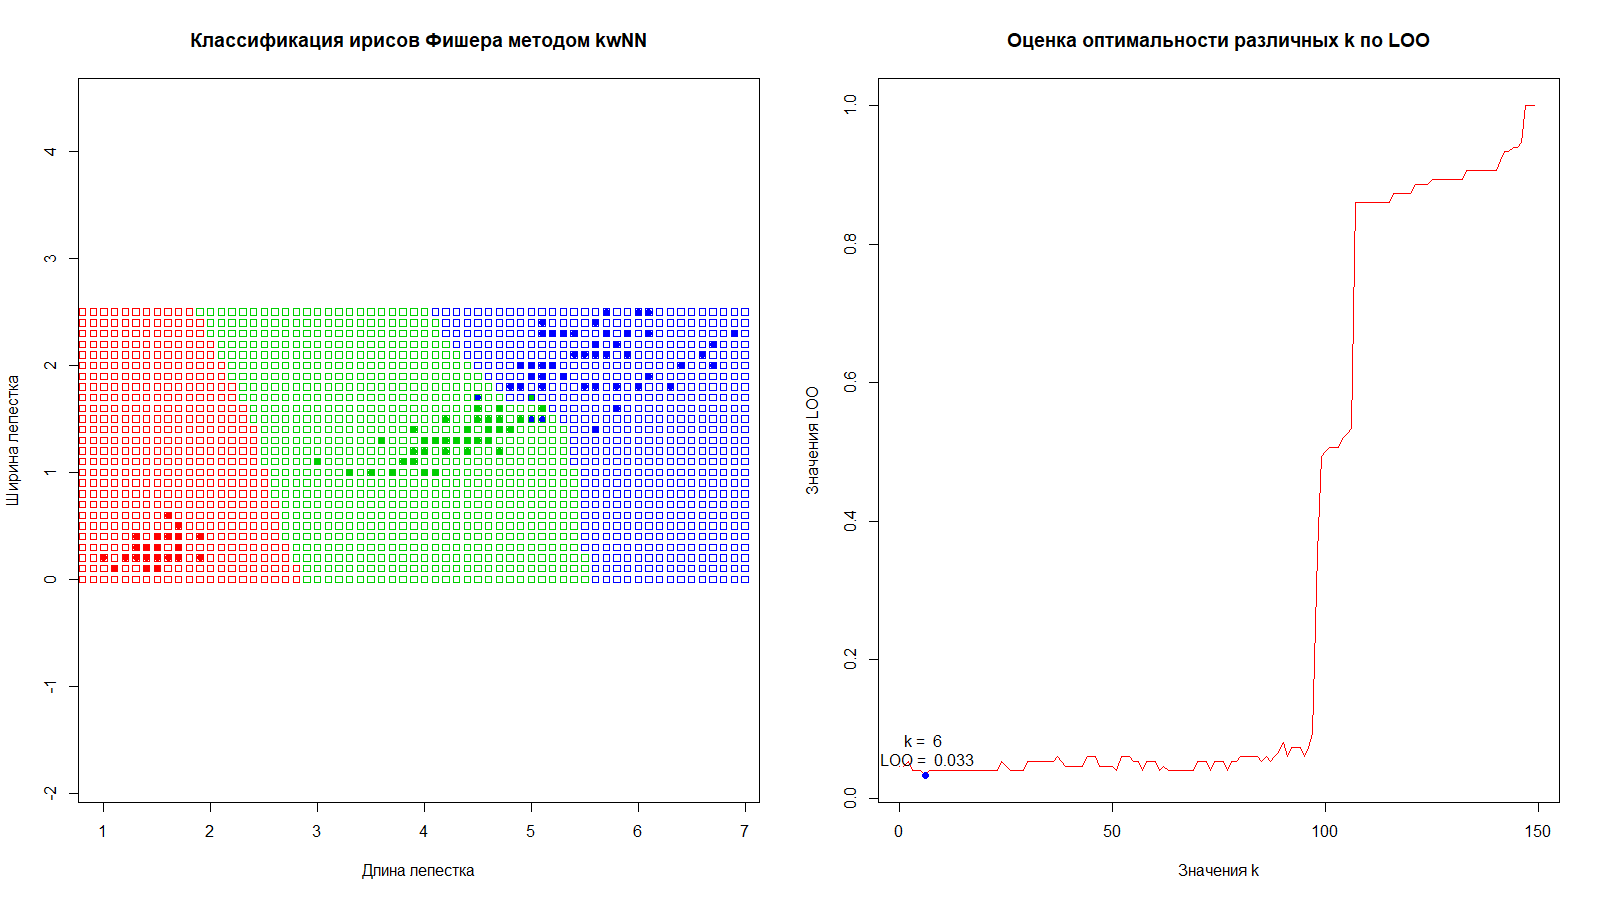 Классификация ирисов Фишера методом kwNN
Ширина лепестка
4
3
2
1
0
-1
-2
1 2 3 4 5 6 7
Длина лепестка
Оценка оптимальности различных k по LOO
Значения LOO
1.0
0.8
0.6
0.4
0.2
0.0
k = 6
LOO = 0.033
0 50 100 150
Значения k